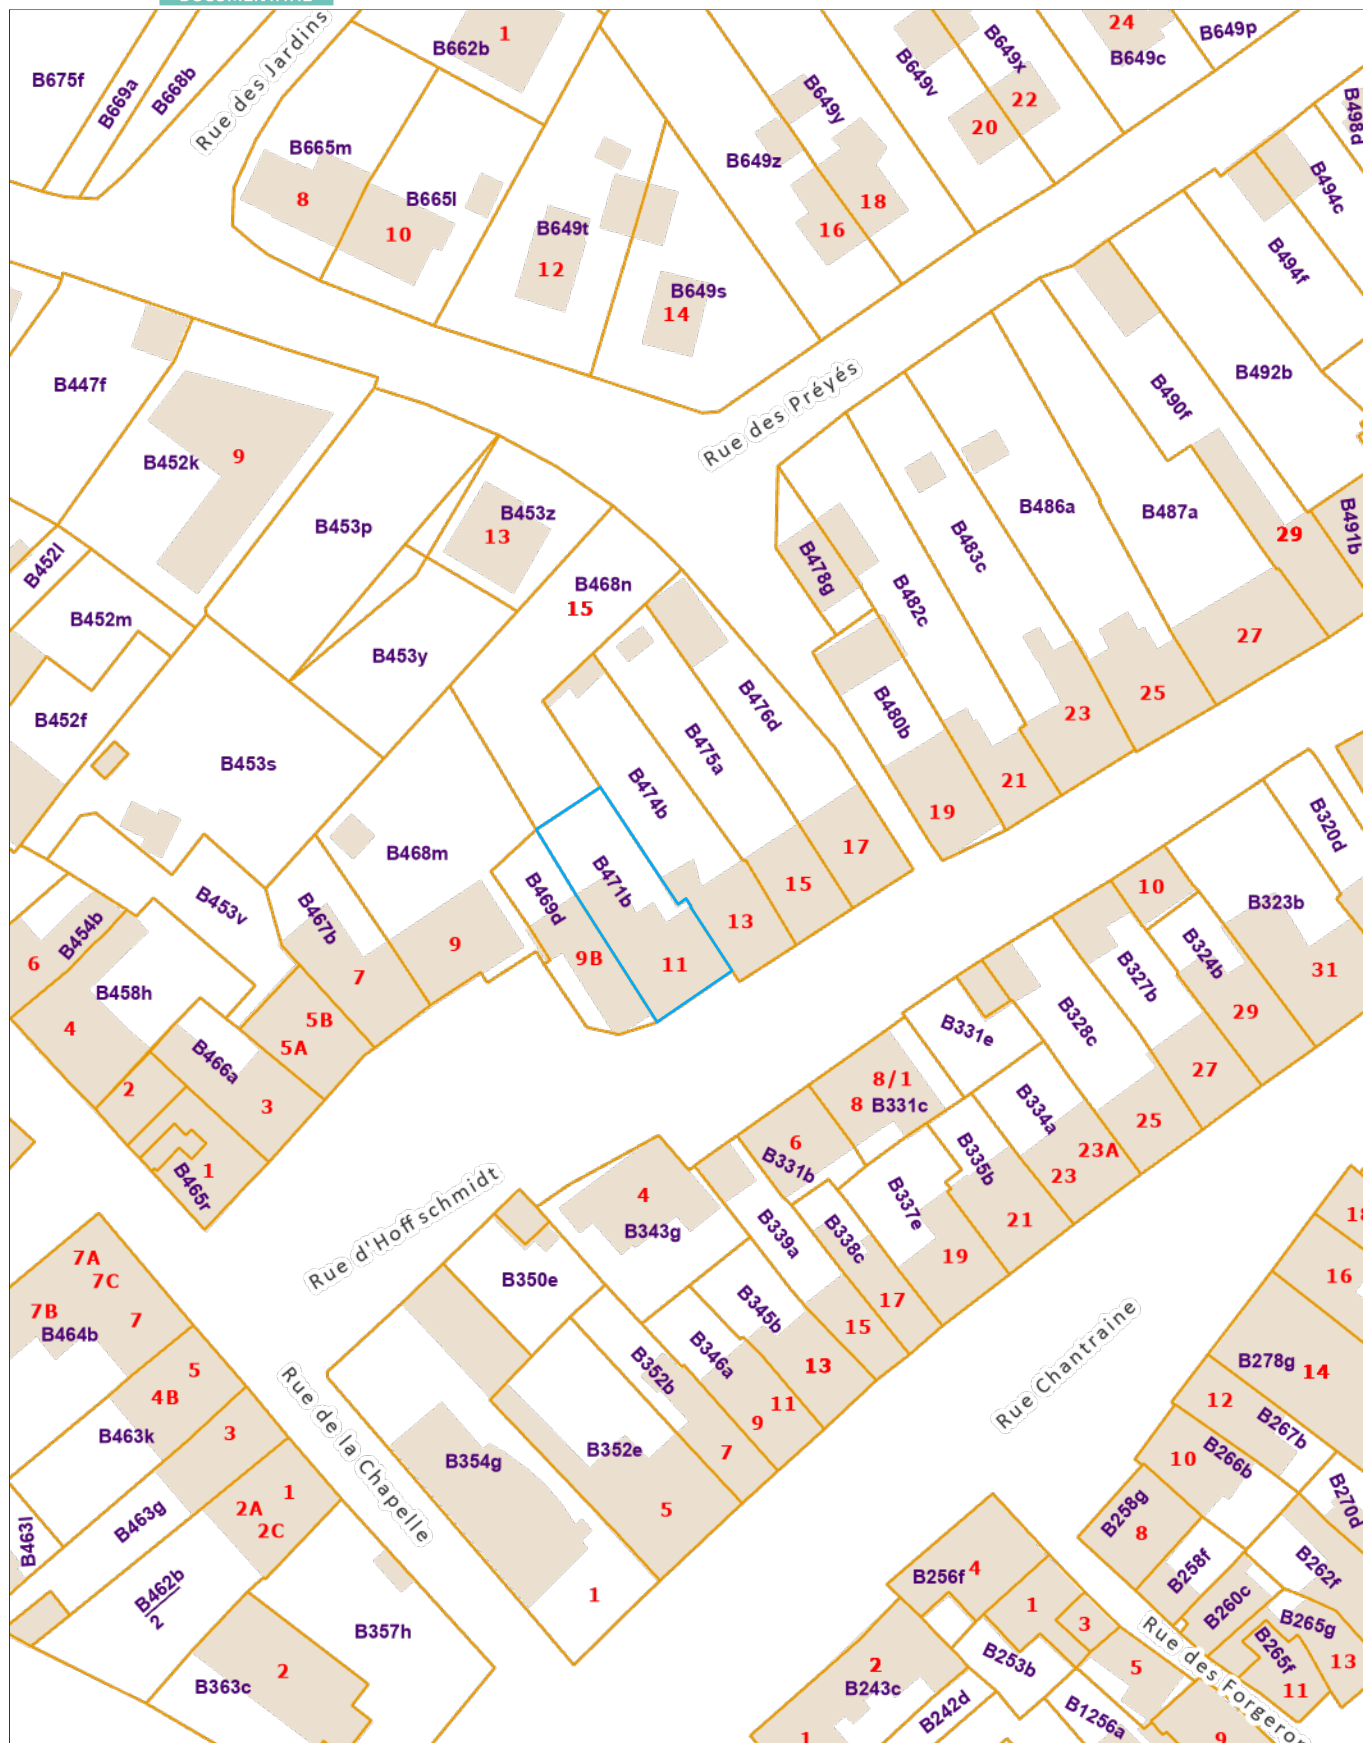 Rue des Jardins
B675f
B669a
B668b
B662b
1
B649y
B649v
B649x
24
B649c
B649p
B498d
22
20
B665m
8
B665l
10
B649t
12
B649z
18
16
B494c
B494f
B649s
14
B447f
B452k
9
Rue des Préyés
B490f
B492b
B453p
B453z
13
B452l
B452m
B468n
15
B478g
B482c
B483c
B486a
B487a
29
B491b
27
B453y
B452f
B453s
B476d
B475a
B474b
B480b
23
25
21
19
B468m
B453v
B467b
B454b
6
B469d
B471b
9
9B
11
13
15
17
7
B320d
10
B323b
B324b
B327b
31
B458h
4
5B
5A
B466a
2
3
B465r
1
B331e
B328c
29
27
8/1
8
B331c
B334a
25
6
B331b
23A
23
B335b
21
B337e
19
Rue d'Hoffschmidt
4
B343g
B339a
B338c
17
15
7A
7C
7B
7
B464b
B350e
B345b
13
B346a
11
9
B352b
7
Rue Chantraine
16
B278g
14
12
B267b
5
4B
3
B463k
Rue de la Chapelle
B354g
B352e
5
1
10
B266b
B270d
B258g
8
B463l
B463g
1
2A
2C
B462b
2
B256f
4
1
3
5
B258f
B262f
B260c
B265g
B265f
13
11
Rue des Forgeron
B357h
2
B363c
2
B243c
B253b
B242d
B1256a
9
1